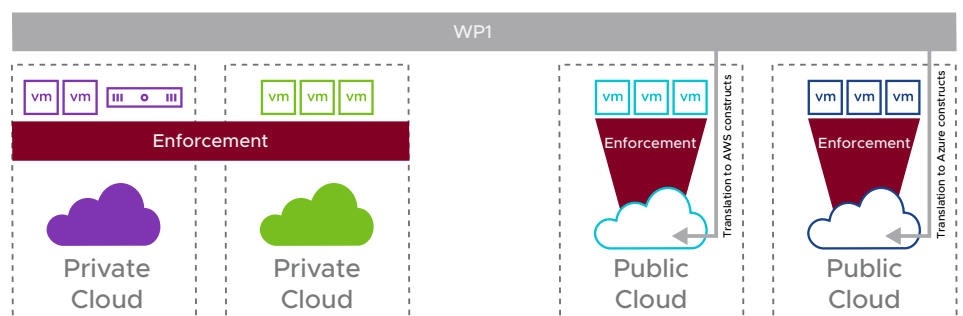 WP1
vm vm
vm vm vm
vm vm vm
vm vm vm
Enforcement
Enforcement
Enforcement
Translation to AWS constructs
Translation to Azure constructs
Private
Cloud
Private
Cloud
Public
Cloud
Public
Cloud